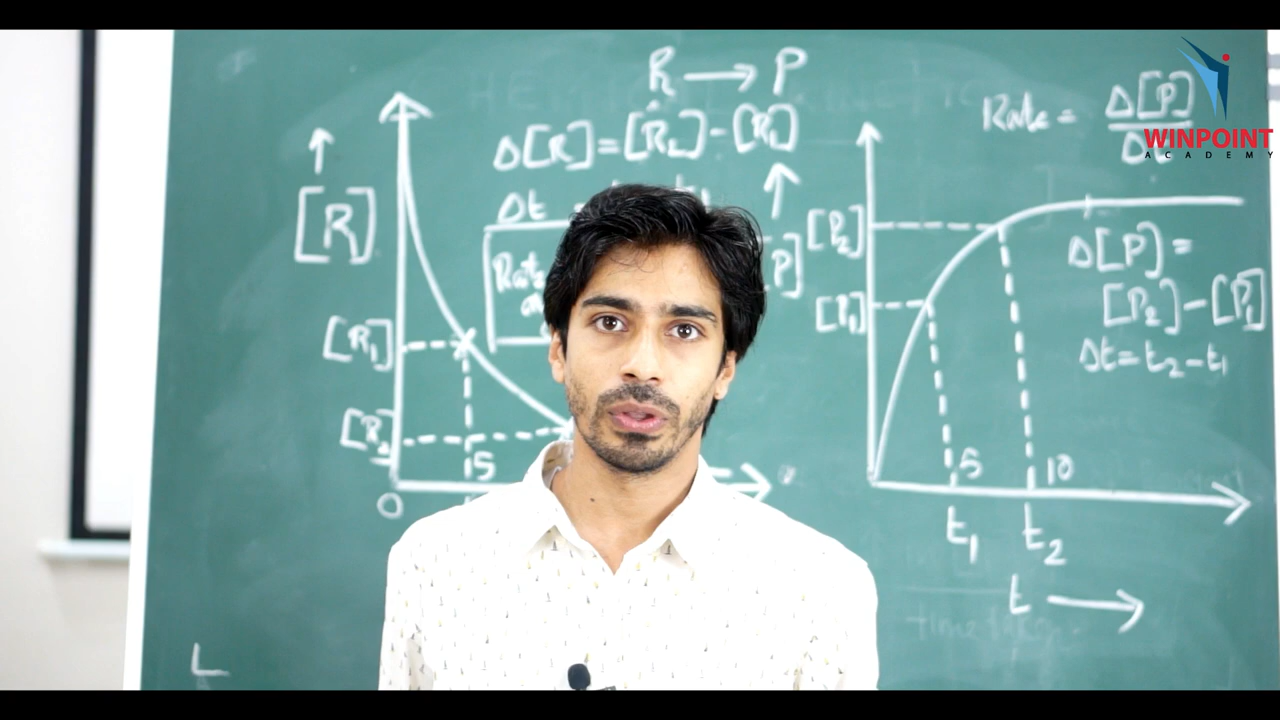 R → P
Δ[R] = [R₂] - [R₁]
Δt
Rate
[R]
[R₁]
[R₂
5
0
P]
Rate = Δ[P]
Δ
WINPOINT
ACADEMY
[P₂]
[P₁]
Δ[P] =
[P₂] - [P₁]
Δt = t₂ - t₁
5 10
t₁ t₂
t →